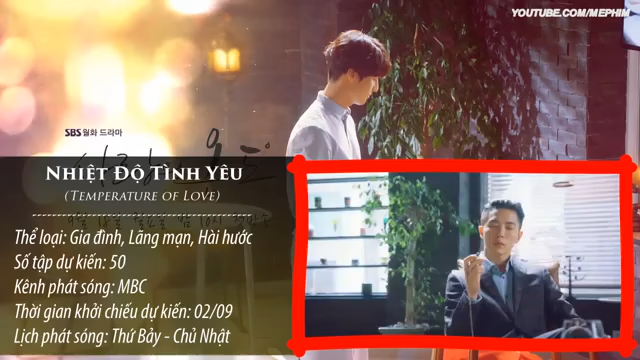 YOUTUBE.COM/MEPHIM
SBS 월화 드라마
NHIỆT ĐỘ TÌNH YÊU
(TEMPERATURE OF LOVE)
Thể loại: Gia đình, Lãng mạn, Hài hước
Số tập dự kiến: 50
Kênh phát sóng: MBC
Thời gian khởi chiếu dự kiến: 02/09
Lịch phát sóng: Thứ Bảy - Chủ Nhật